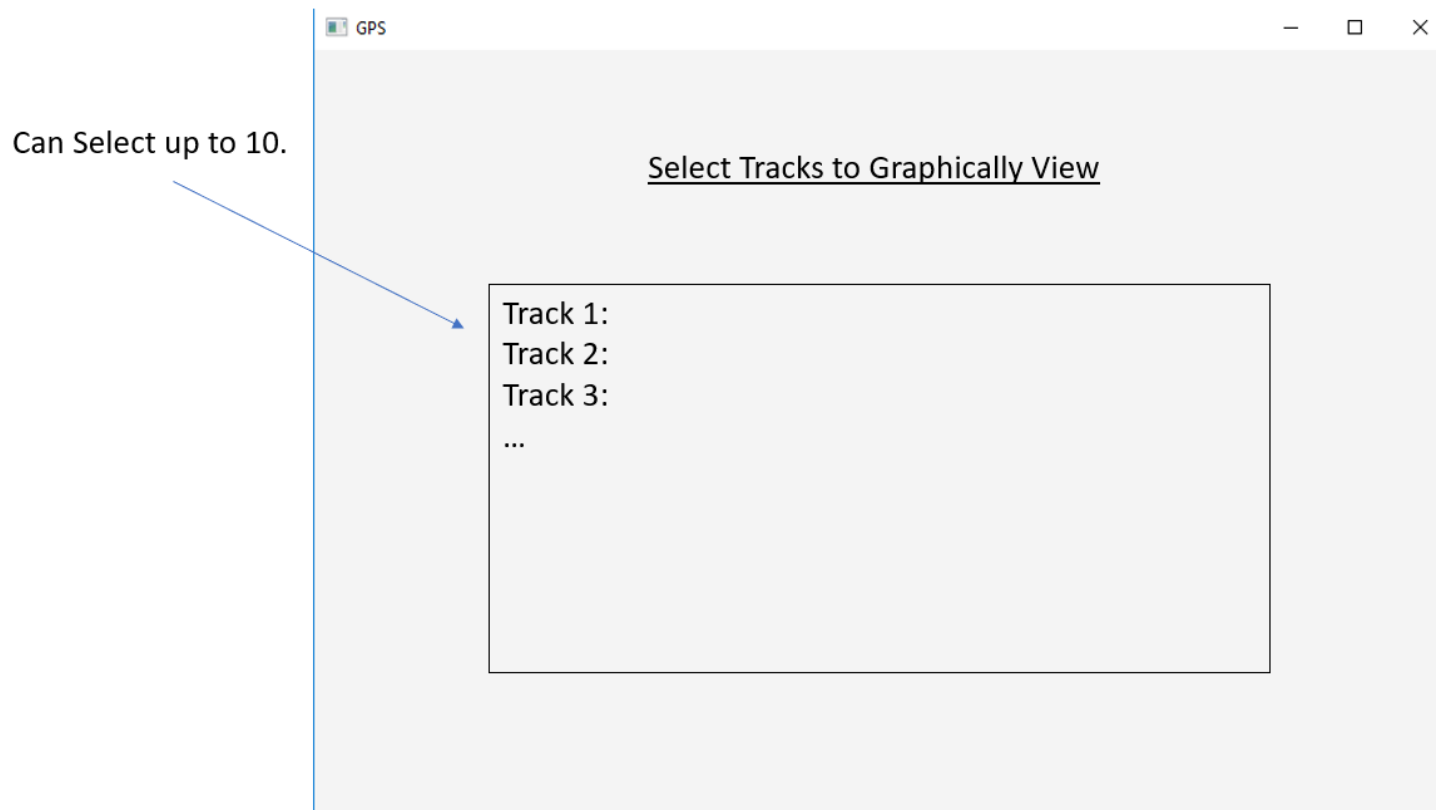 GPS
Can Select up to 10.
Select Tracks to Graphically View
Track 1:
Track 2:
Track 3:
...